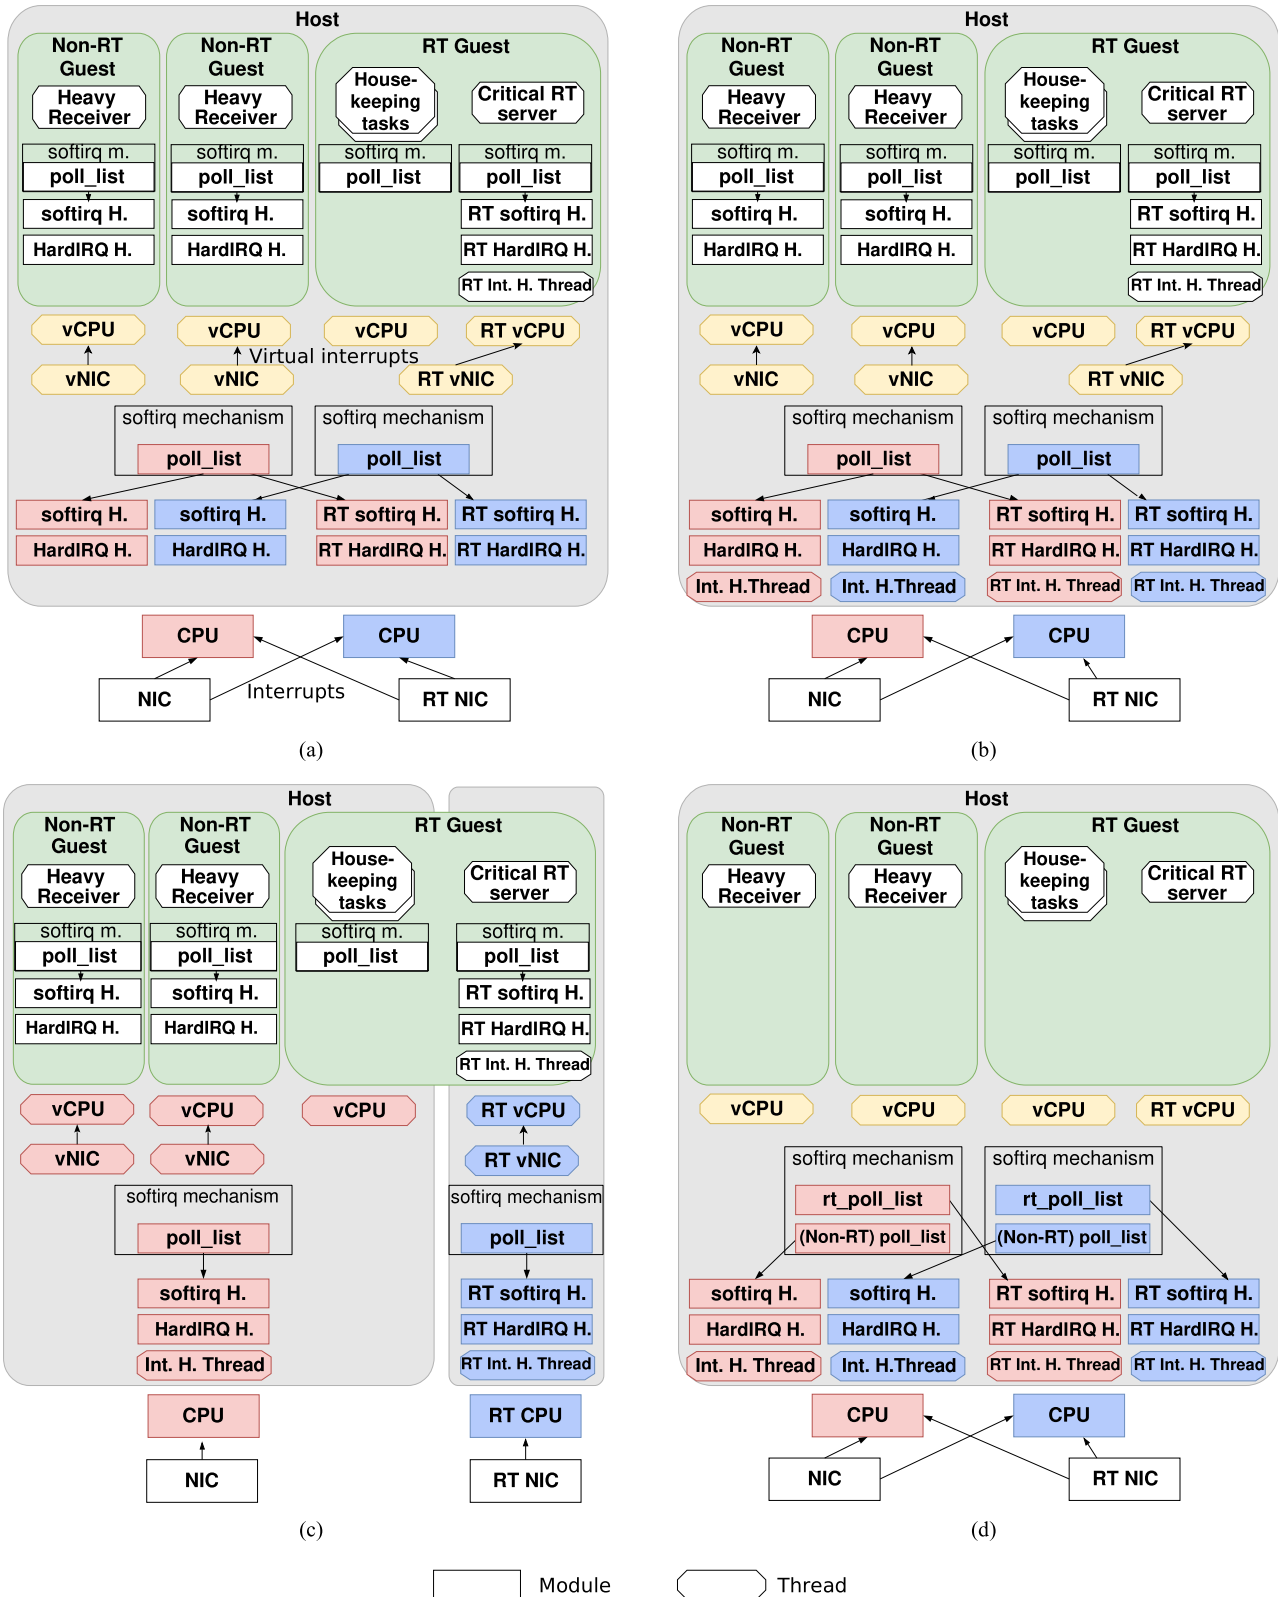 Host
Non-RT
Guest
Non-RT
Guest
RT Guest
Heavy
Receiver
Heavy
Receiver
House-
keeping
tasks
Critical RT
server
softirq m.
softirq m.
softirq m.
softirq m.
poll_list
poll_list
poll_list
poll_list
softirq H.
softirq H.
RT softirq H.
HardIRQ H.
HardIRQ H.
RT HardIRQ H.
RT Int. H. Thread
vCPU
vCPU
vCPU
RT vCPU
Virtual interrupts
vNIC
vNIC
RT vNIC
softirq mechanism
softirq mechanism
poll_list
poll_list
softirq H.
softirq H.
RT softirq H.
RT softirq H.
HardIRQ H.
HardIRQ H.
RT HardIRQ H.
RT HardIRQ H.
CPU
CPU
Interrupts
NIC
RT NIC
(a)
Host
Non-RT
Guest
Non-RT
Guest
RT Guest
Heavy
Receiver
Heavy
Receiver
House-
keeping
tasks
Critical RT
server
softirq m.
softirq m.
softirq m.
softirq m.
poll_list
poll_list
poll_list
poll_list
softirq H.
softirq H.
RT softirq H.
HardIRQ H.
HardIRQ H.
RT HardIRQ H.
RT Int. H. Thread
vCPU
vCPU
vCPU
RT vCPU
vNIC
vNIC
RT vNIC
softirq mechanism
softirq mechanism
poll_list
poll_list
softirq H.
softirq H.
RT softirq H.
RT softirq H.
HardIRQ H.
HardIRQ H.
RT HardIRQ H.
RT HardIRQ H.
Int. H.Thread
Int. H.Thread
RT Int. H. Thread
RT Int. H. Thread
CPU
CPU
NIC
RT NIC
(b)
Host
Non-RT
Guest
Non-RT
Guest
RT Guest
Heavy
Receiver
Heavy
Receiver
House-
keeping
tasks
Critical RT
server
softirq m.
softirq m.
softirq m.
softirq m.
poll_list
poll_list
poll_list
poll_list
softirq H.
softirq H.
RT softirq H.
HardIRQ H.
HardIRQ H.
RT HardIRQ H.
RT Int. H. Thread
vCPU
vCPU
vCPU
RT vCPU
vNIC
vNIC
RT vNIC
softirq mechanism
softirq mechanism
poll_list
poll_list
softirq H.
RT softirq H.
HardIRQ H.
RT HardIRQ H.
Int. H. Thread
RT Int. H. Thread
CPU
RT CPU
NIC
RT NIC
(c)
Host
Non-RT
Guest
Non-RT
Guest
RT Guest
Heavy
Receiver
Heavy
Receiver
House-
keeping
tasks
Critical RT
server
vCPU
vCPU
vCPU
RT vCPU
softirq mechanism
softirq mechanism
rt_poll_list
rt_poll_list
(Non-RT) poll_list
(Non-RT) poll_list
softirq H.
softirq H.
RT softirq H.
RT softirq H.
HardIRQ H.
HardIRQ H.
RT HardIRQ H.
RT HardIRQ H.
Int. H. Thread
Int. H.Thread
RT Int. H. Thread
RT Int. H. Thread
CPU
CPU
NIC
RT NIC
(d)
Module
Thread